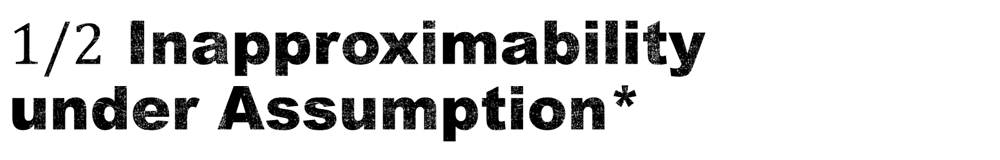 1/2 Inapproximability
under Assumption*